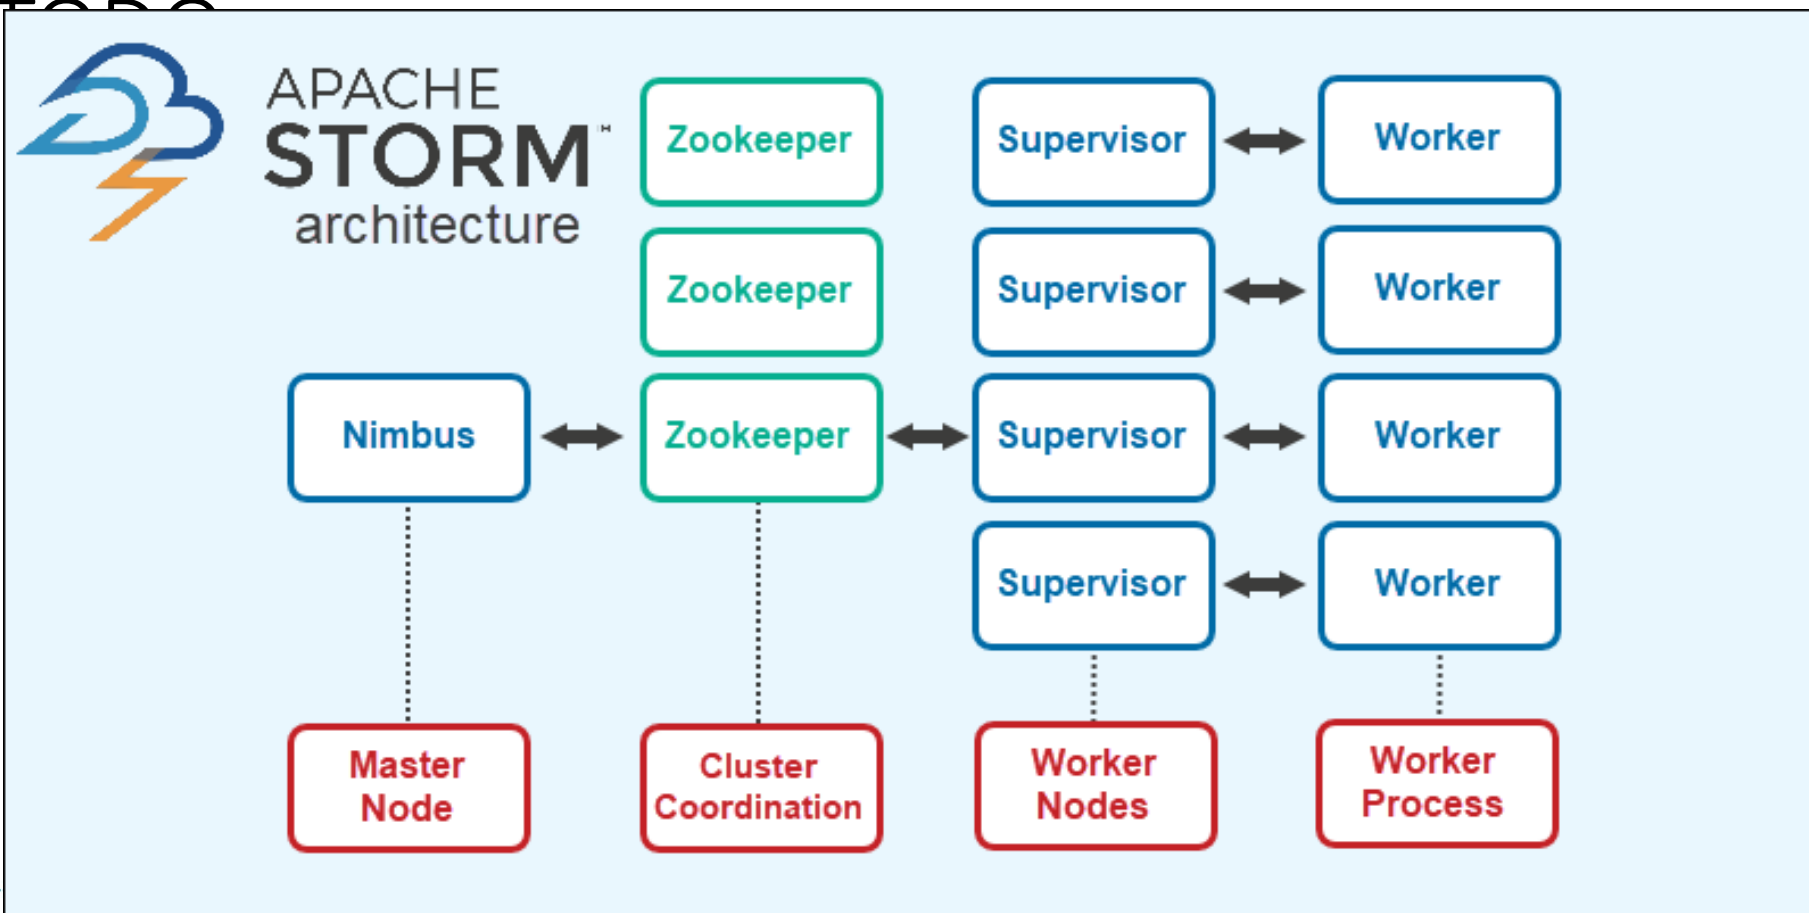 APACHE
STORM™
architecture
Zookeeper
Supervisor
Worker
Zookeeper
Supervisor
Worker
Nimbus
Zookeeper
Supervisor
Worker
Supervisor
Worker
Master
Node
Cluster
Coordination
Worker
Nodes
Worker
Process